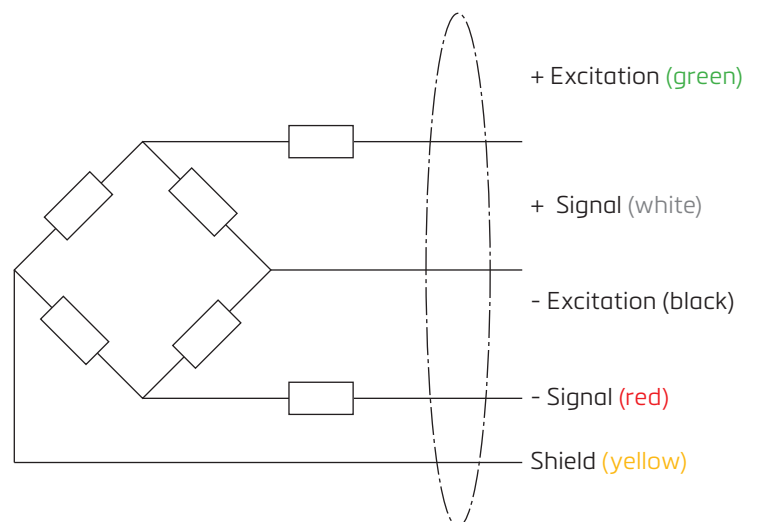 + Excitation (green)
+ Signal (white)
- Excitation (black)
- Signal (red)
Shield (yellow)